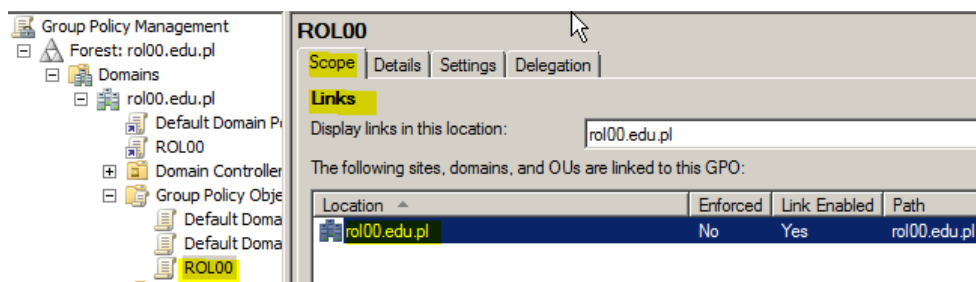 Group Policy Management
Forest: rol00.edu.pl
Domains
rol00.edu.pl
Default Domain P
ROL00
Domain Controller
Group Policy Obje
Default Doma
Default Doma
ROL00
ROL00
Scope Details Settings Delegation
Links
Display links in this location: rol00.edu.pl
The following sites, domains, and OUs are linked to this GPO:
Location Enforced Link Enabled Path
rol00.edu.pl No Yes rol00.edu.pl